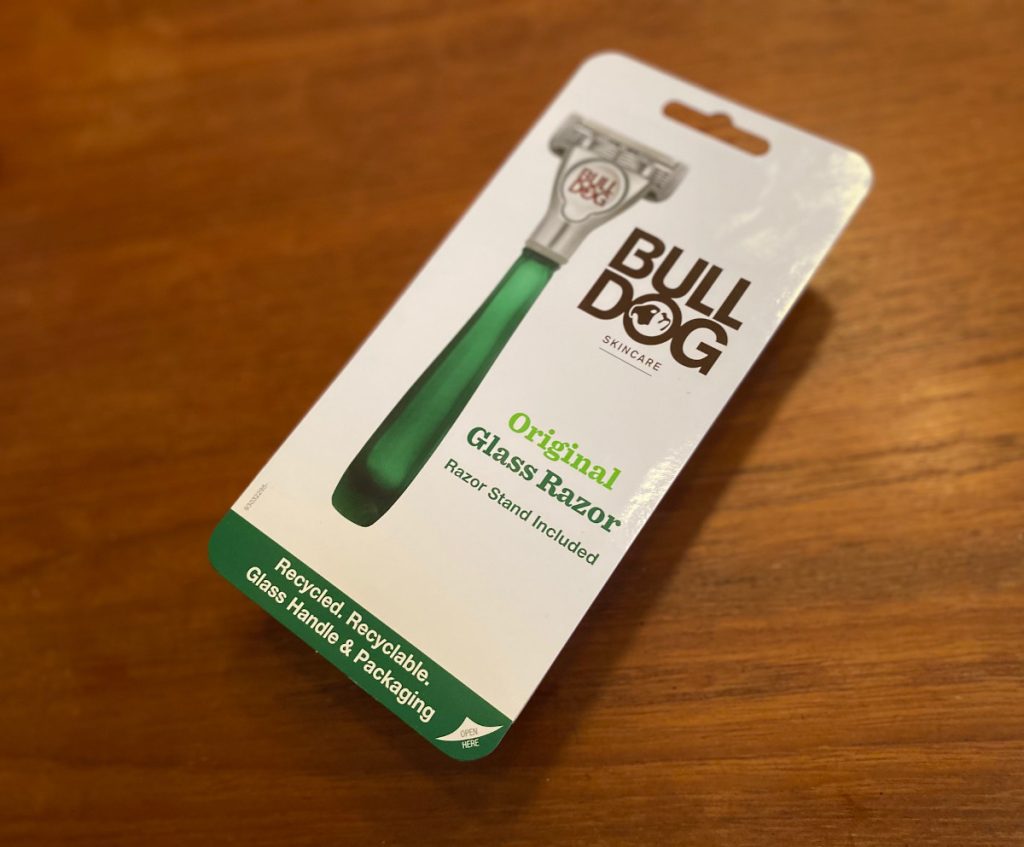 BULL
DOG
BULL
DOG
SKINCARE
Original
Glass Razor
Razor Stand Included
Recycled. Recyclable.
Glass Handle & Packaging
OPEN
HERE